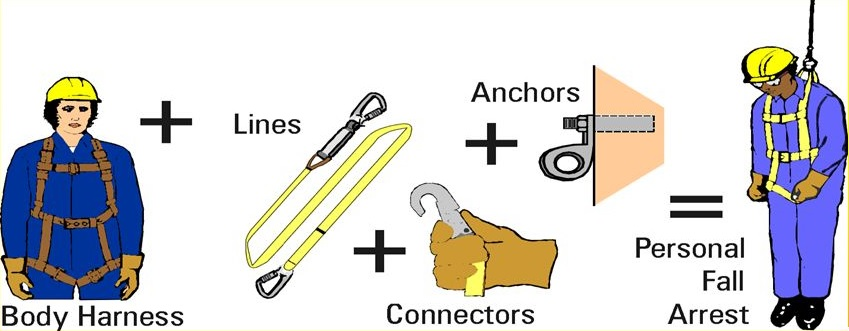 Body Harness
+
Lines
+
Connectors
+
Anchors
=
Personal
Fall
Arrest